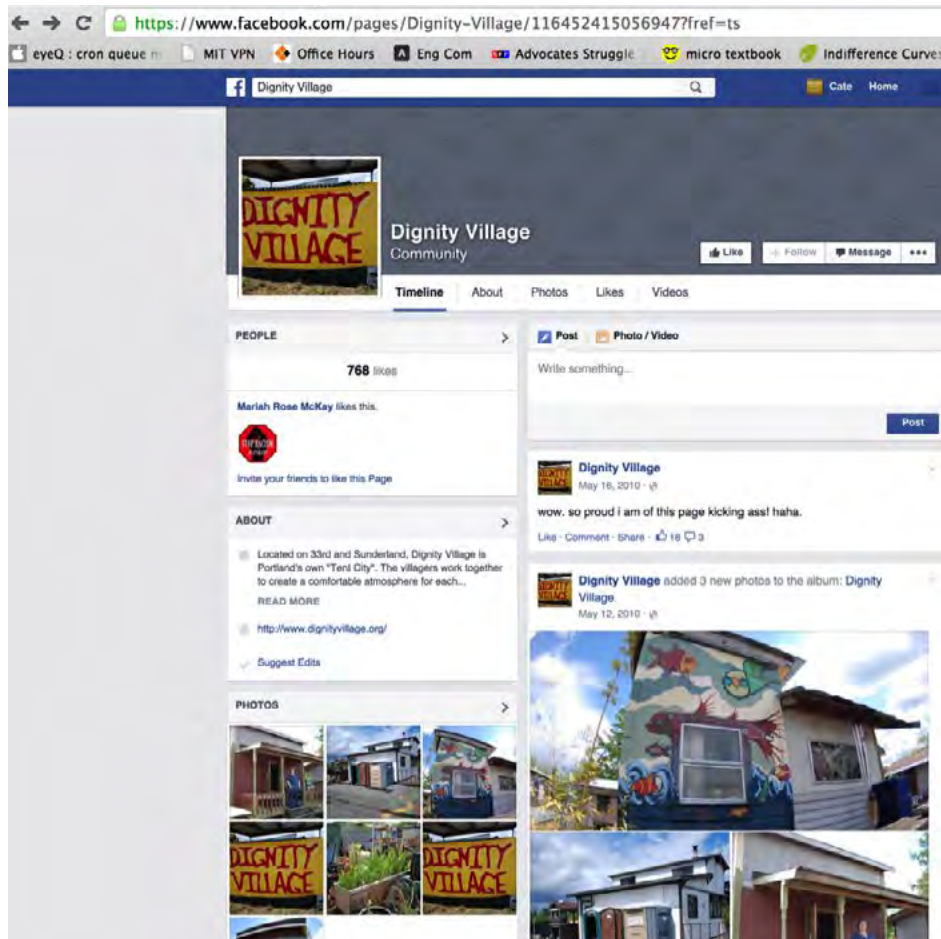 https://www.facebook.com/pages/Dignity-Village/116452415056947?fref=ts
eyeQ : cron queue m MIT VPN Office Hours Eng Com Advocates Struggle micro textbook Indifference Curve
Dignity Village Cate Home
DIGNITY
VILLAGE
Dignity Village
Community
Like Follow Message
Timeline About Photos Likes Videos
PEOPLE
768 likes
Mariah Rose McKay likes this.
Invite your friends to like this Page
ABOUT
Located on 33rd and Sunderland, Dignity Village is
Portland's own "Tent City". The villagers work together
to create a comfortable atmosphere for each...
READ MORE
http://www.dignityvillage.org/
Suggest Edits
PHOTOS
DIGNITY
VILLAGE
DIGNITY
VILLAGE
Post Photo / Video
Write something...
Post
Dignity Village
May 16, 2010
wow. so proud i am of this page kicking ass! haha.
Like · Comment · Share · 16 3
Dignity Village added 3 new photos to the album: Dignity
Village.
May 12, 2010